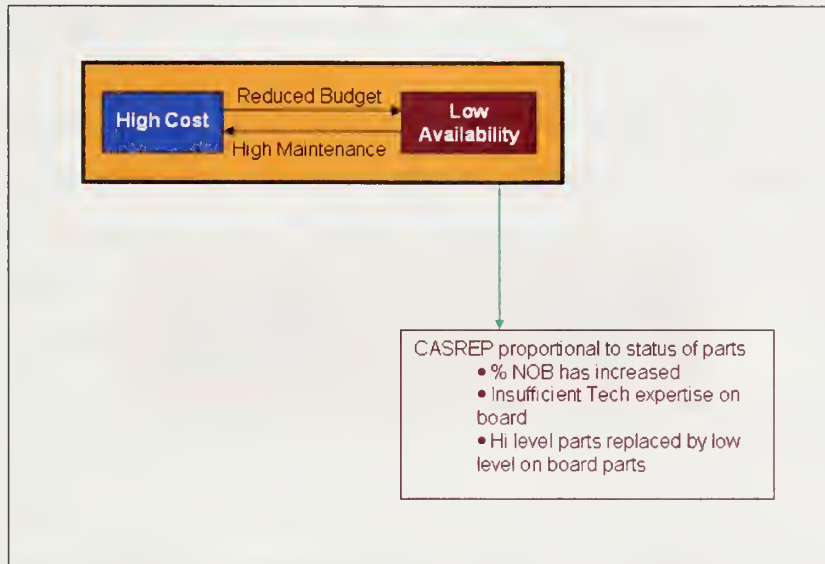 Reduced Budget
High Cost
Low
Availability
High Maintenance
CASREP proportional to status of parts
• % NOB has increased
• Insufficient Tech expertise on
board
• Hi level parts replaced by low
level on board parts